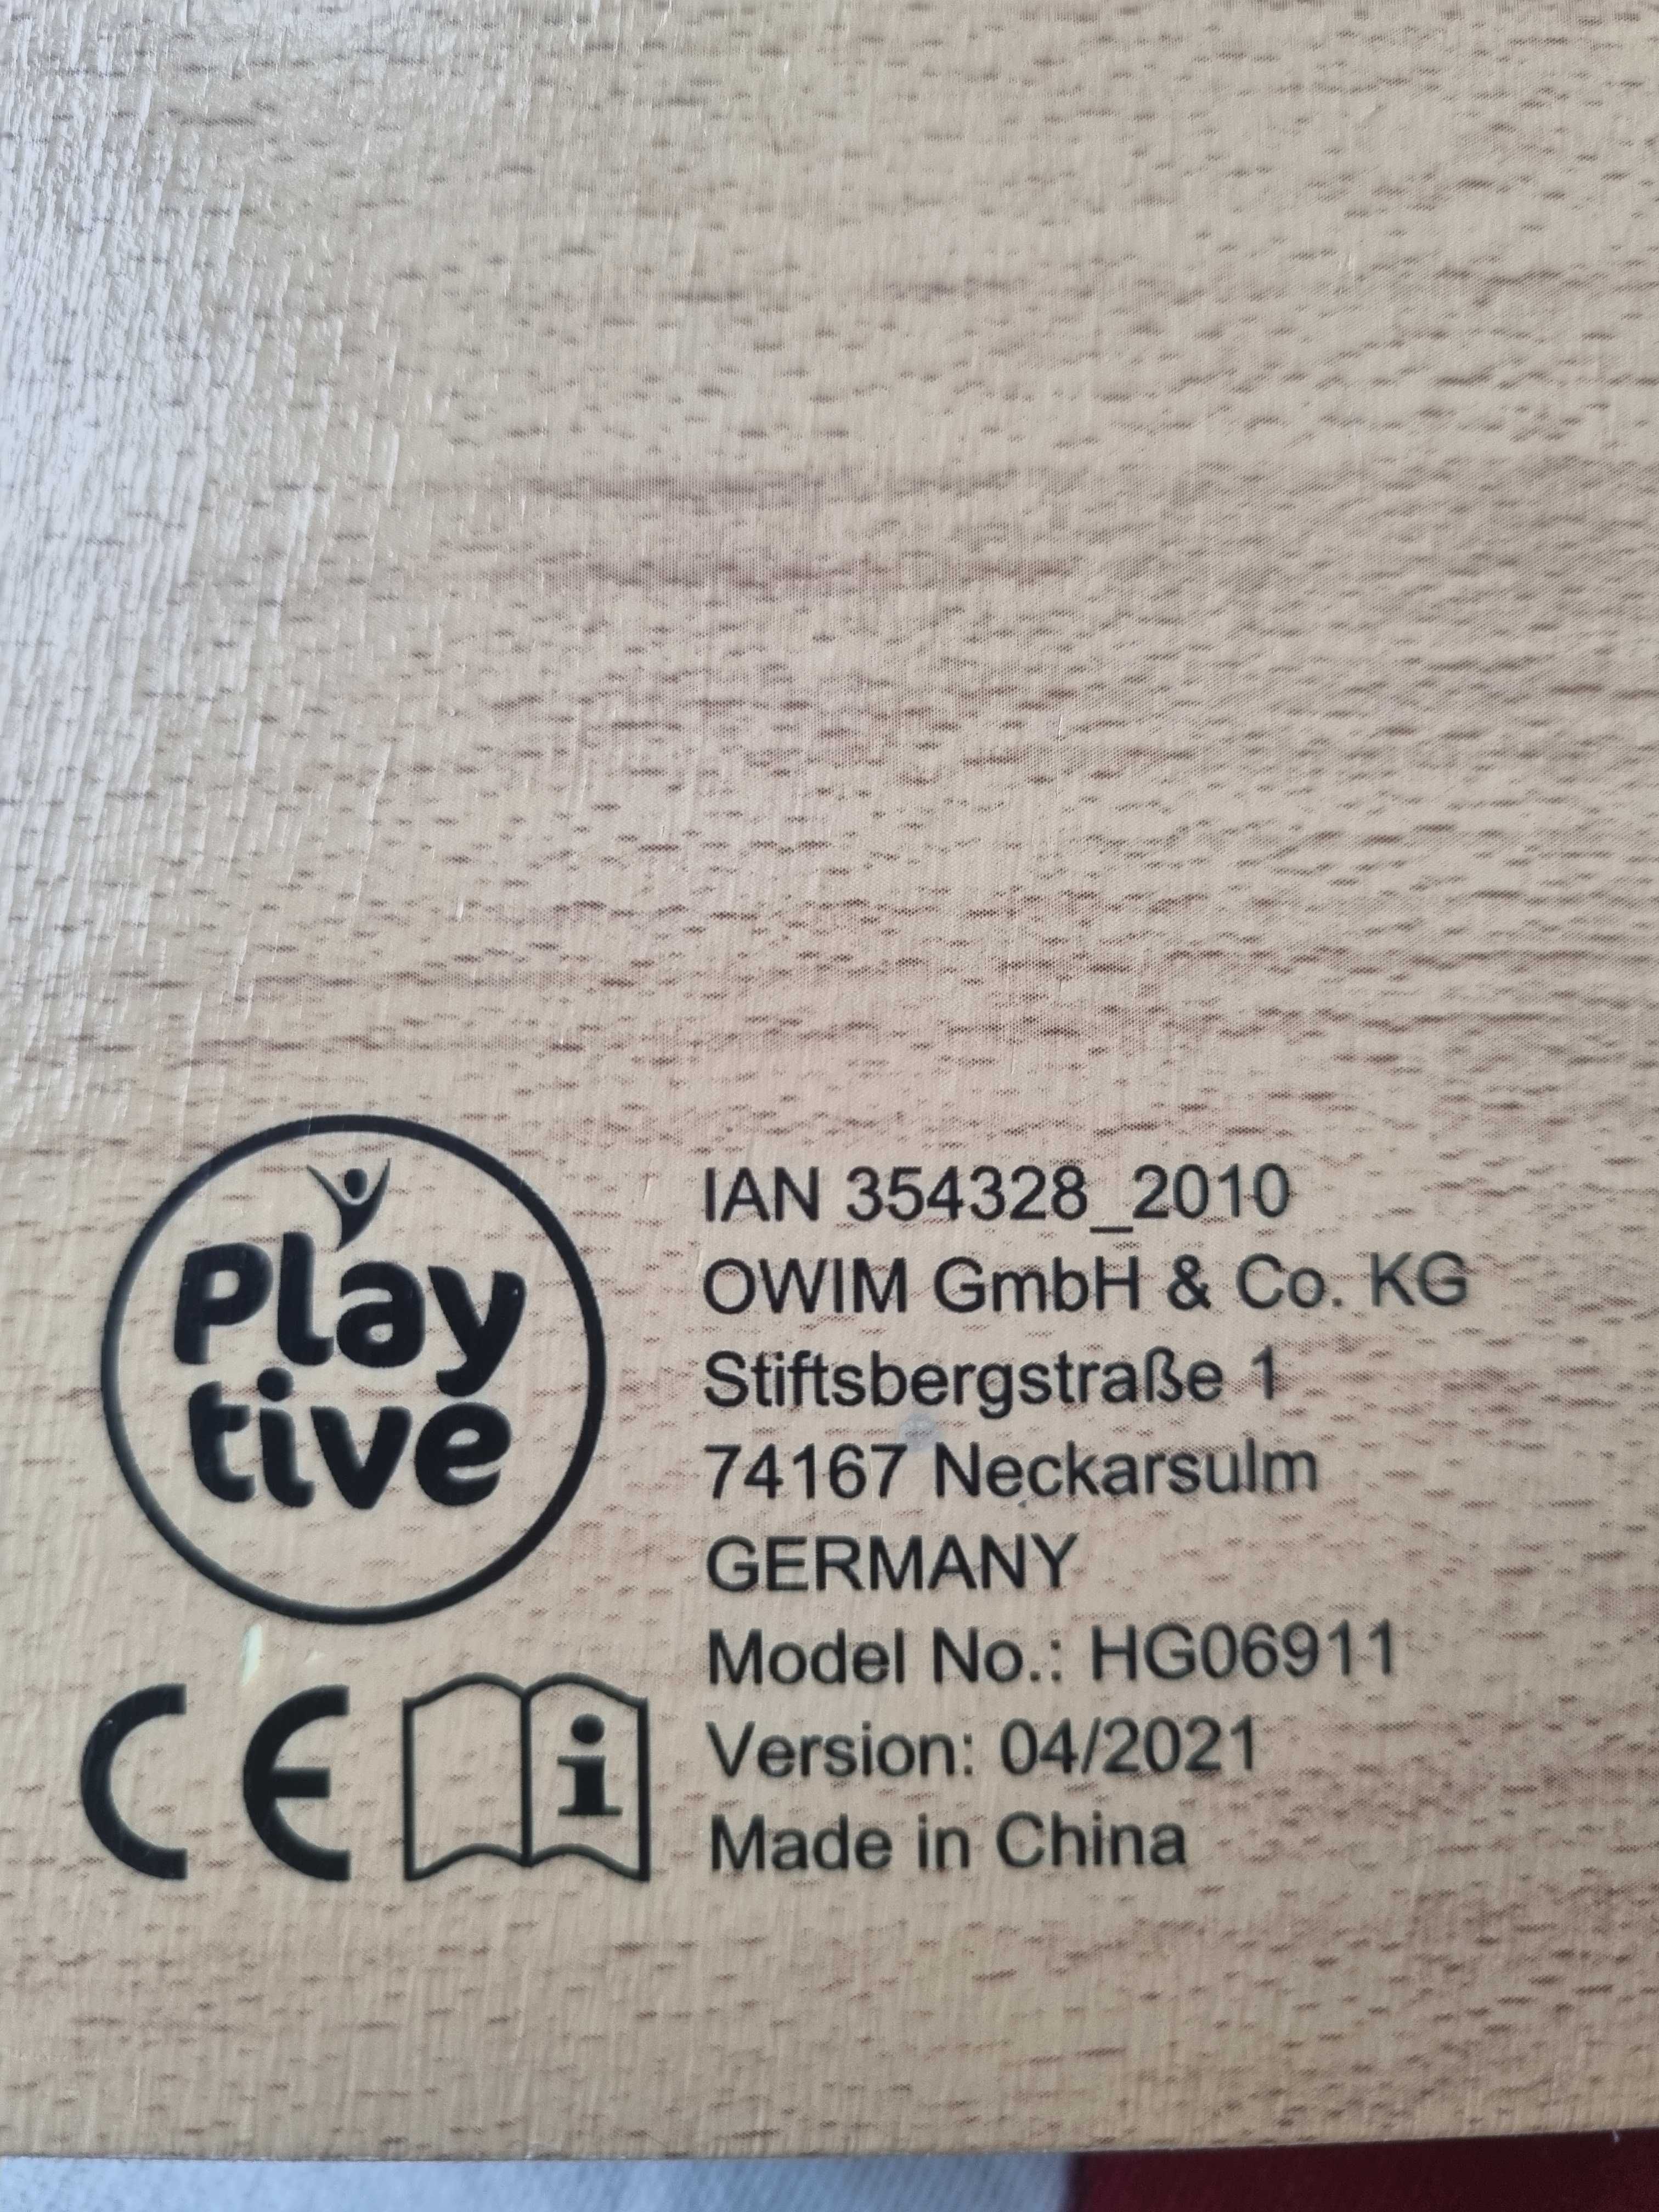 Play
tive
CE
i
IAN 354328_2010
OWIM GmbH & Co. KG
Stiftsbergstraße 1
74167 Neckarsulm
GERMANY
Model No.: HG06911
Version: 04/2021
Made in China